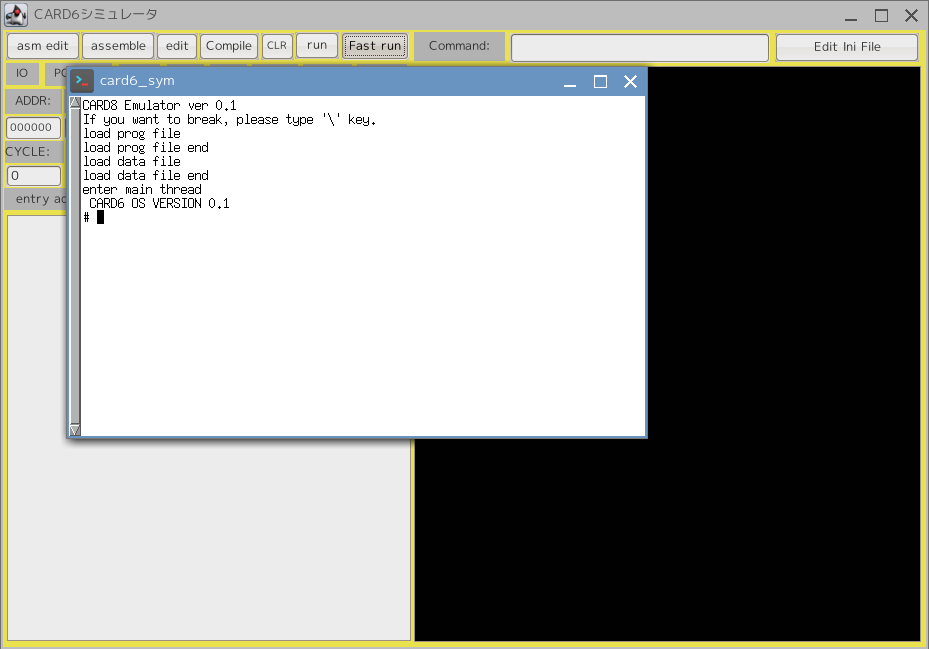 CARD6シミュレータ
asm edit assemble edit Compile CLR run Fast run Command: Edit Ini File
IO PC
card6_sym
ADDR:
000000
CYCLE:
0
entry
CARD8 Emulator ver 0.1
If you want to break, please type '\' key.
load prog file
load prog file end
load data file
load data file end
enter main thread
CARD6 OS VERSION 0.1
#